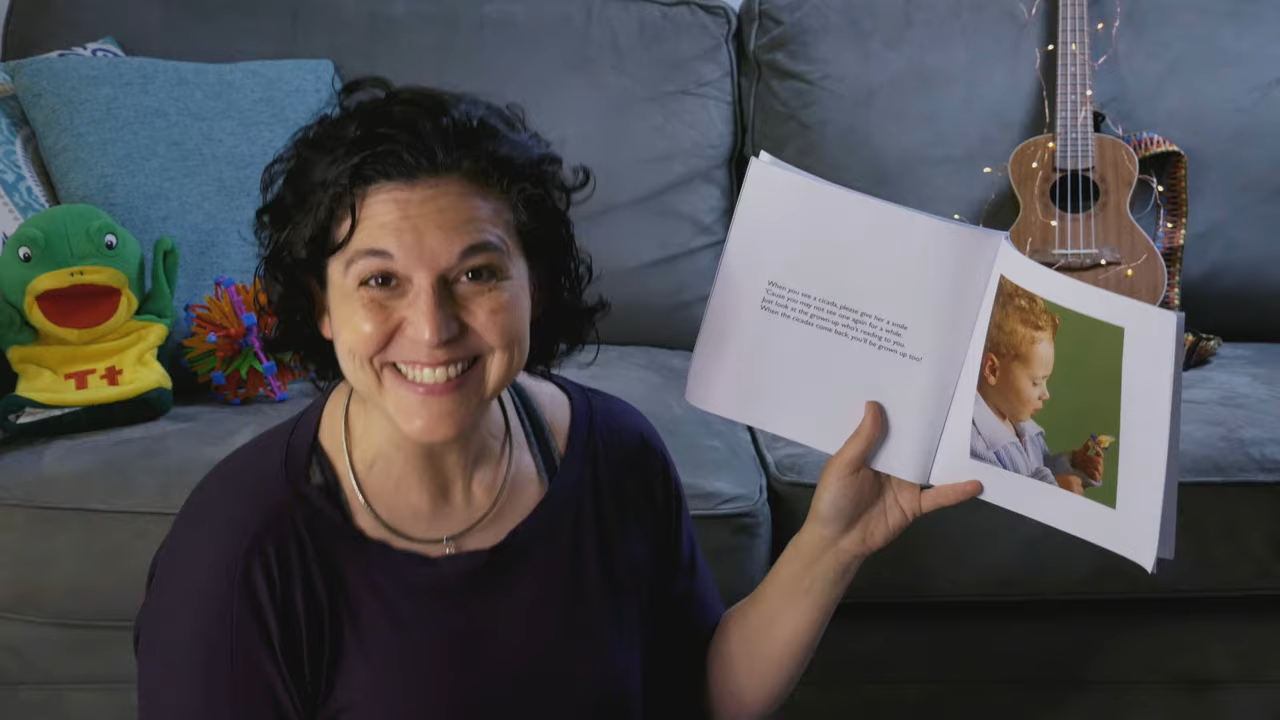 Tt
When you see a cicada, please give her a smile
'Cause you may not see one again for a while.
Just look at the grown-up who's reading to you.
When the cicadas come back, you'll be grown up too!